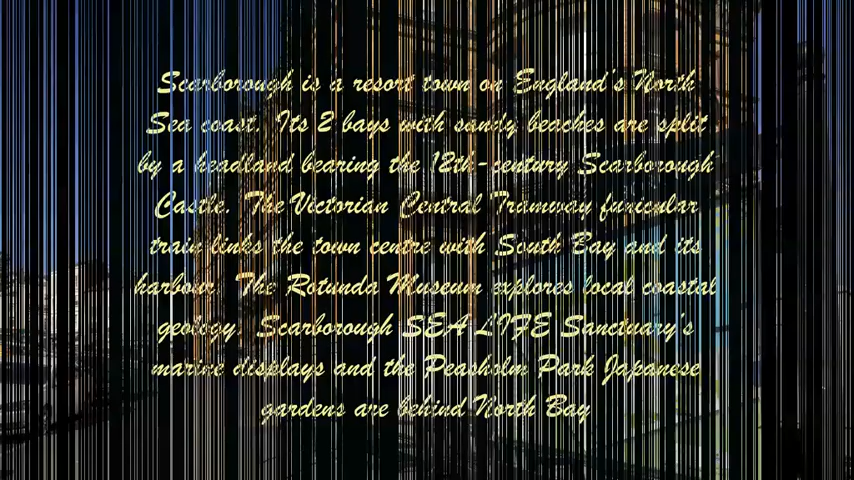 Scarborough is a resort town on England's North
Sea coast. Its 2 bays with sandy beaches are split
by a headland bearing the 12th-century Scarborough
Castle. The Victorian Central Tramway funicular
train links the town centre with South Bay and its
harbour. The Rotunda Museum explores local coastal
geology. Scarborough SEA LIFE Sanctuary's
marine displays and the Peasholm Park Japanese
gardens are behind North Bay